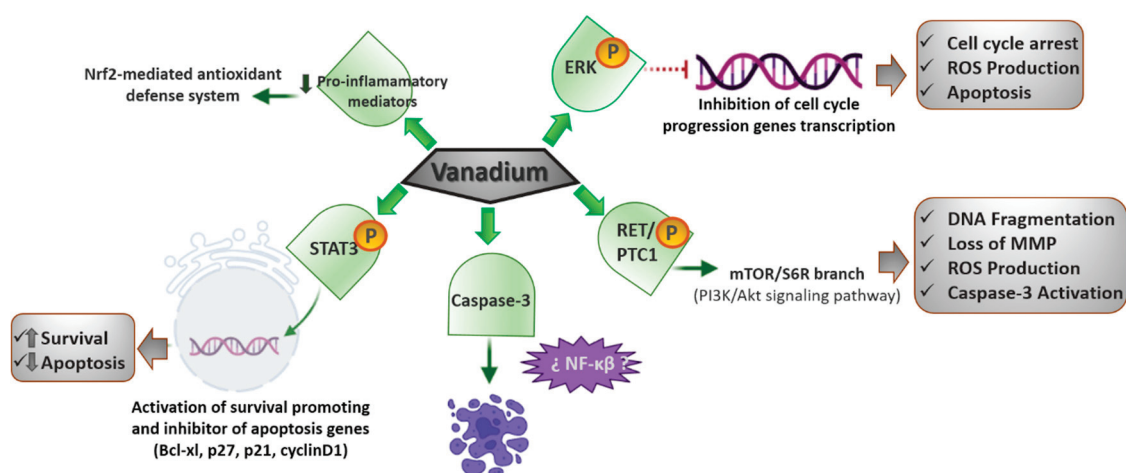 Nrf2-mediated antioxidant
defense system
Pro-inflamamatory
mediators
ERK
P
Inhibition of cell cycle
progression genes transcription
✓ Cell cycle arrest
✓ ROS Production
✓ Apoptosis
Vanadium
STAT3
P
Caspase-3
RET/
PTC1
P
mTOR/S6R branch
(PI3K/Akt signaling pathway)
✓ DNA Fragmentation
✓ Loss of MMP
✓ ROS Production
✓ Caspase-3 Activation
✓ Survival
✓ Apoptosis
¿ NF-κβ ?
Activation of survival promoting
and inhibitor of apoptosis genes
(Bcl-xl, p27, p21, cyclinD1)